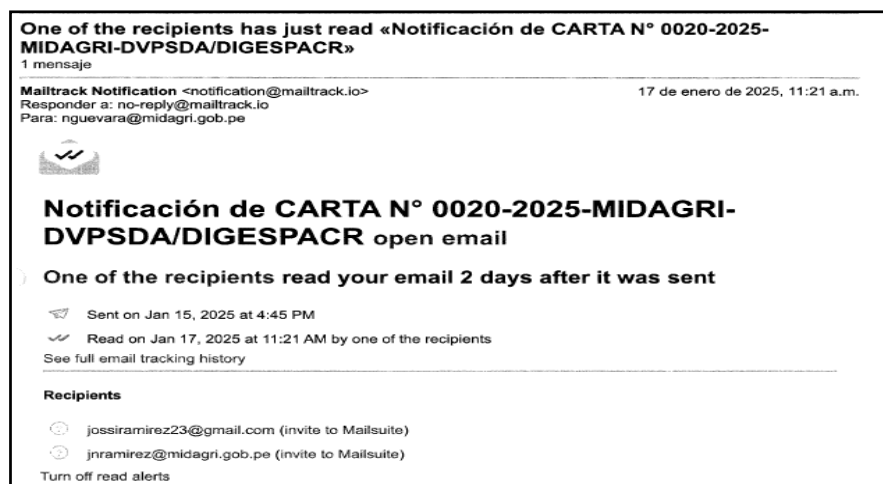 One of the recipients has just read «Notificación de CARTA N° 0020-2025-
MIDAGRI-DVPSDA/DIGESPACR»
1 mensaje
Mailtrack Notification <notification@mailtrack.io>
17 de enero de 2025, 11:21 a.m.
Responder a: no-reply@mailtrack.io
Para: nguevara@midagri.gob.pe
Notificación de CARTA N° 0020-2025-MIDAGRI-
DVPSDA/DIGESPACR open email
One of the recipients read your email 2 days after it was sent
Sent on Jan 15, 2025 at 4:45 PM
Read on Jan 17, 2025 at 11:21 AM by one of the recipients
See full email tracking history
Recipients
jossiramirez23@gmail.com (invite to Mailsuite)
jnramirez@midagri.gob.pe (invite to Mailsuite)
Turn off read alerts